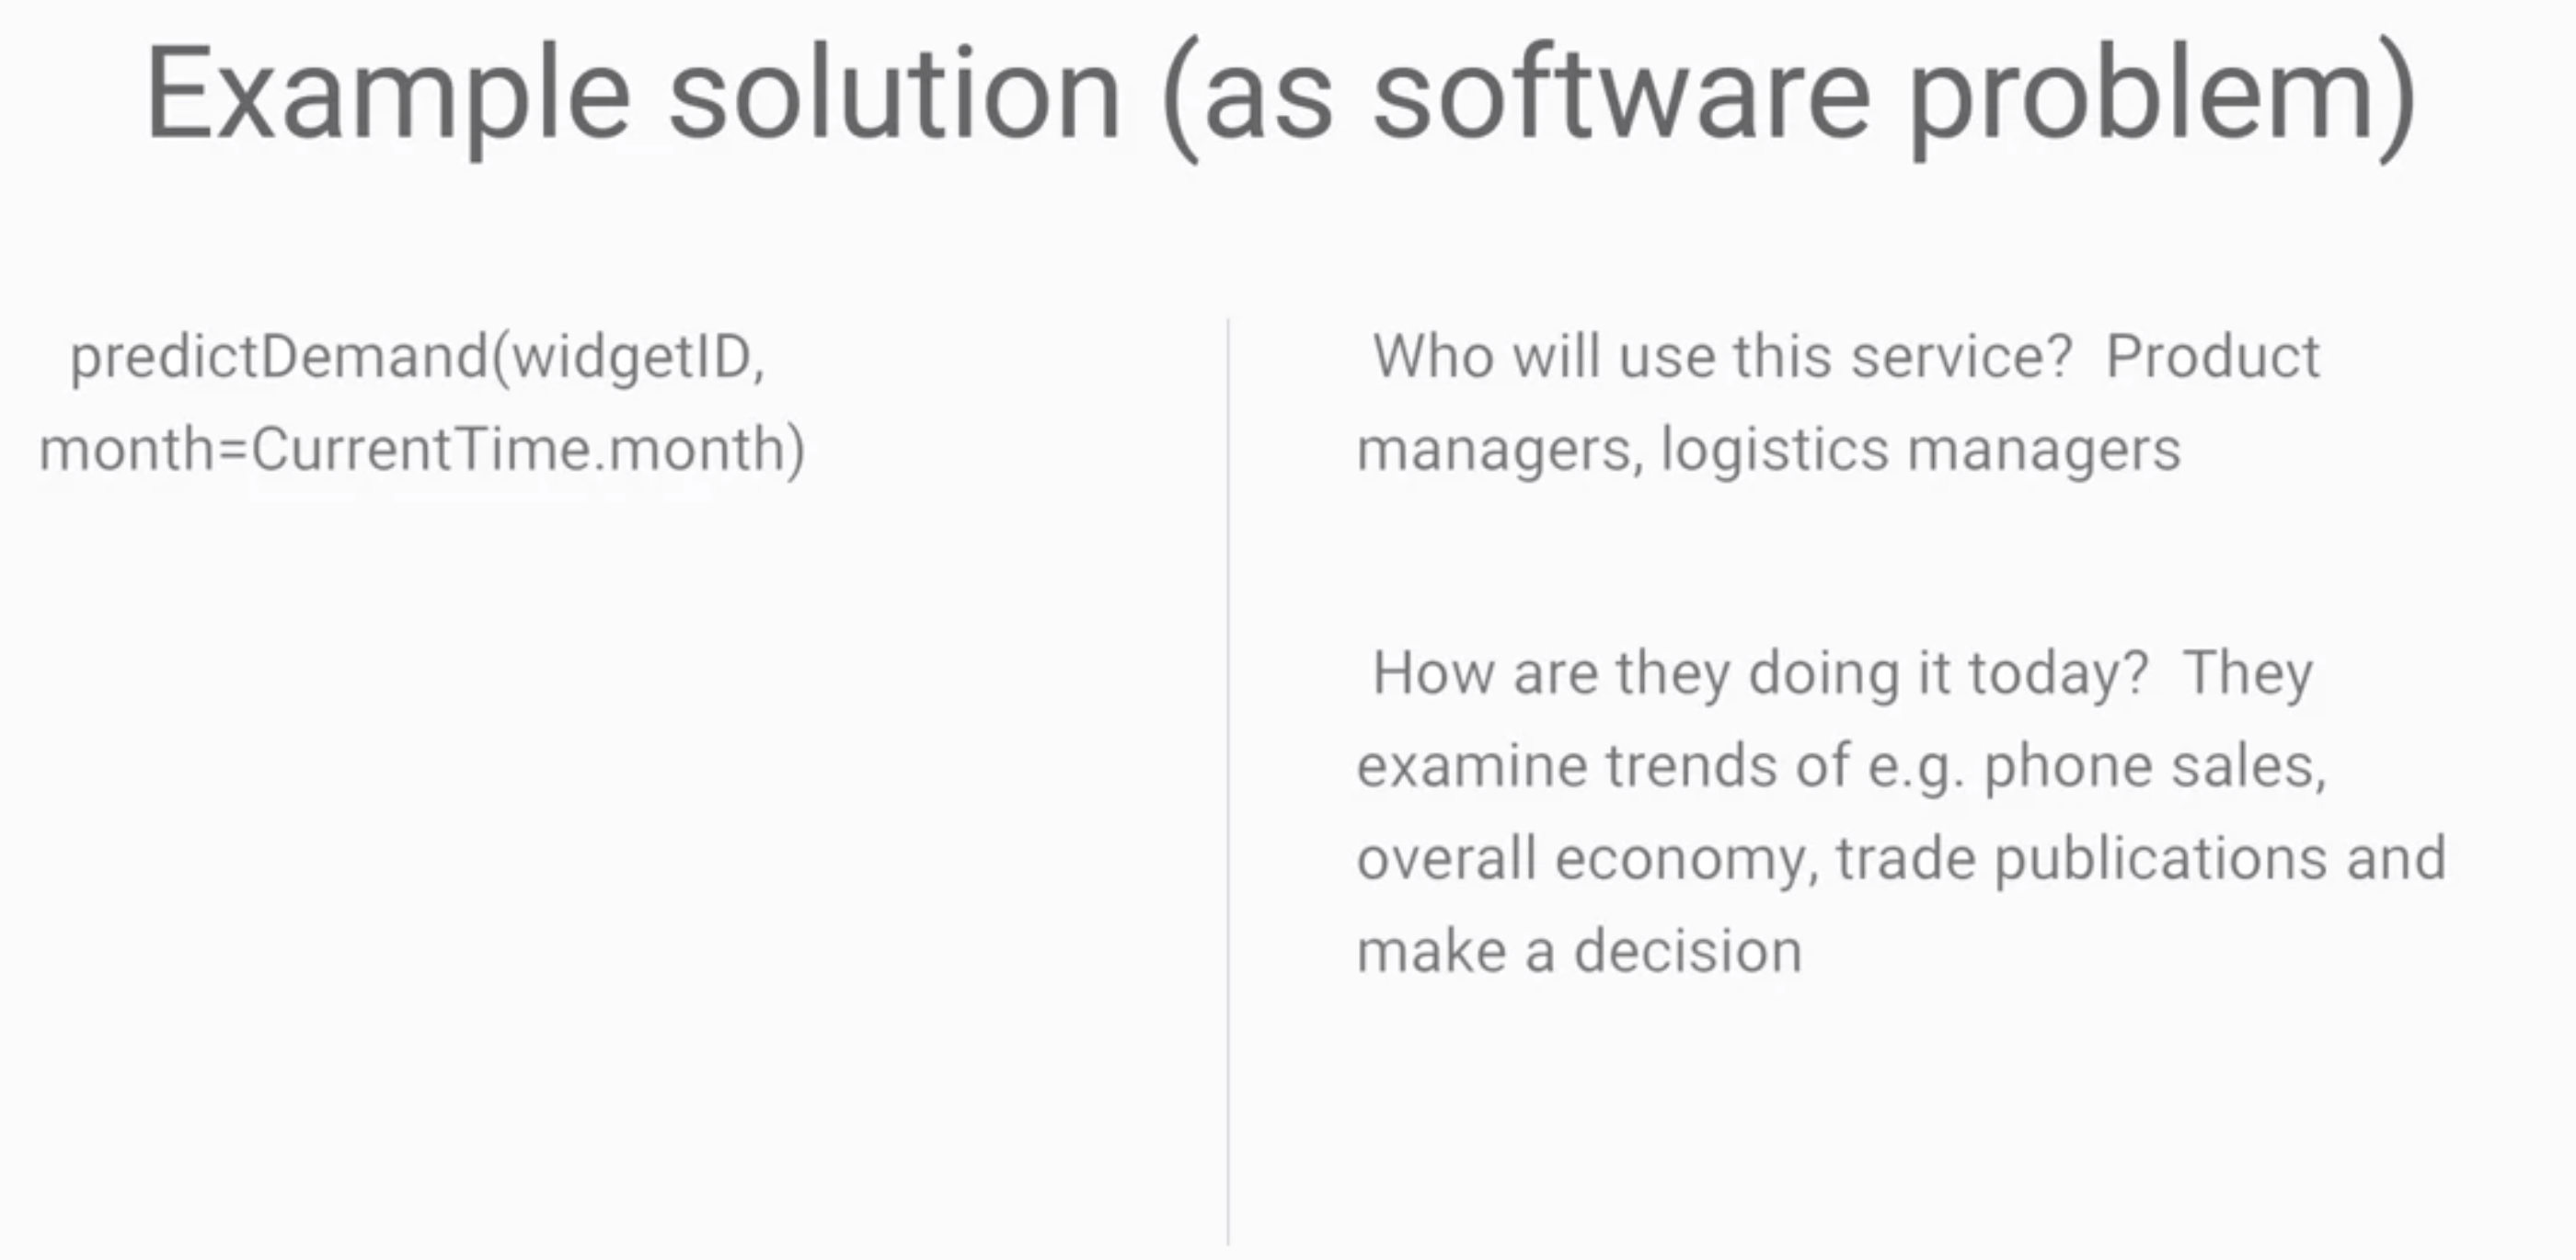 Example solution (as software problem)
predictDemand(widgetID,
month=CurrentTime.month)
Who will use this service?  Product
managers, logistics managers
How are they doing it today?  They
examine trends of e.g. phone sales,
overall economy, trade publications and
make a decision